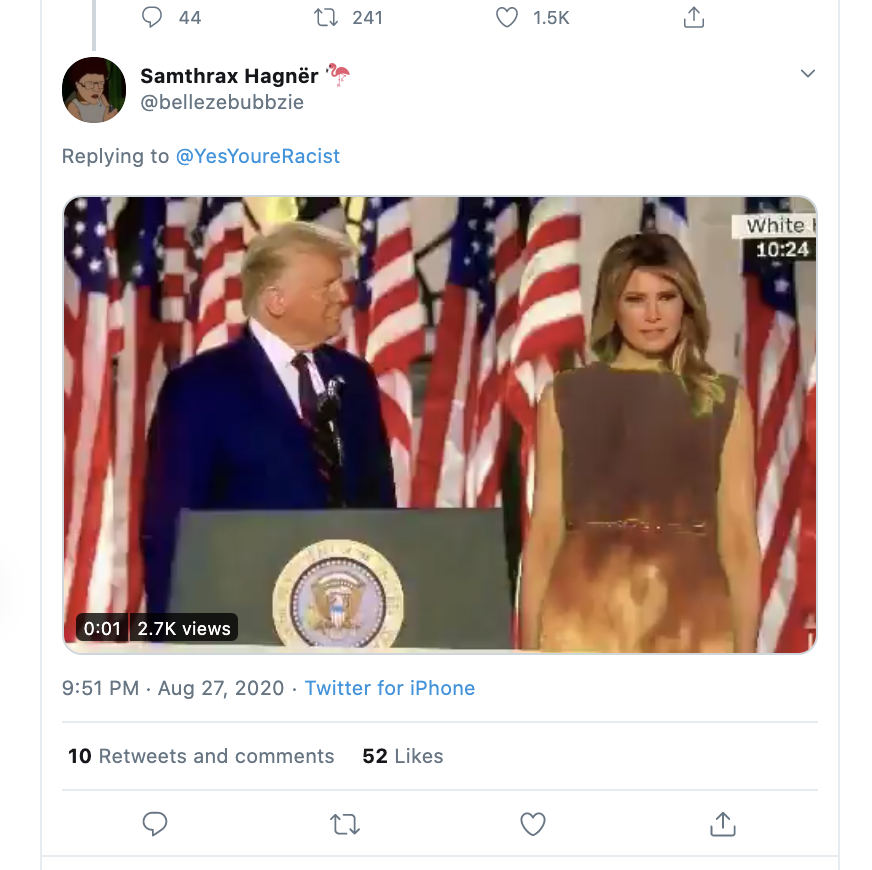 44 241 1.5K
Samthrax Hagnër
@bellezebubbzie
Replying to @YesYoureRacist
White
10:24
0:01 2.7K views
9:51 PM · Aug 27, 2020 · Twitter for iPhone
10 Retweets and comments 52 Likes